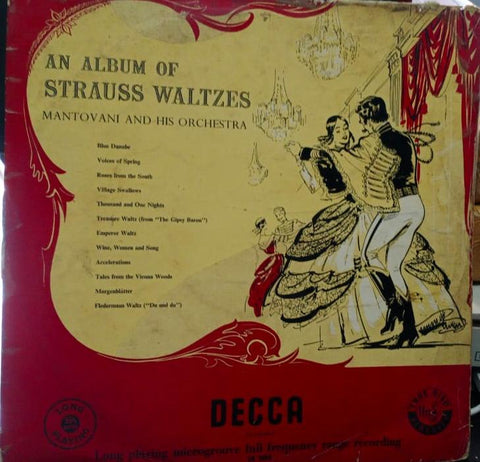 AN ALBUM OF
STRAUSS WALTZES
MANTOVANI AND HIS ORCHESTRA
Blue Danube
Voices of Spring
Roses from the South
Village Swallows
Thousand and One Nights
Treasure Waltz (from "The Gipsy Baron")
Emperor Waltz
Wine, Women and Song
Accelerations
Tales from the Vienna Woods
Morgenblätter
Fledermaus Waltz ("Du und du")
LONG
PLAYING
DECCA
Long playing microgroove full frequency range recording